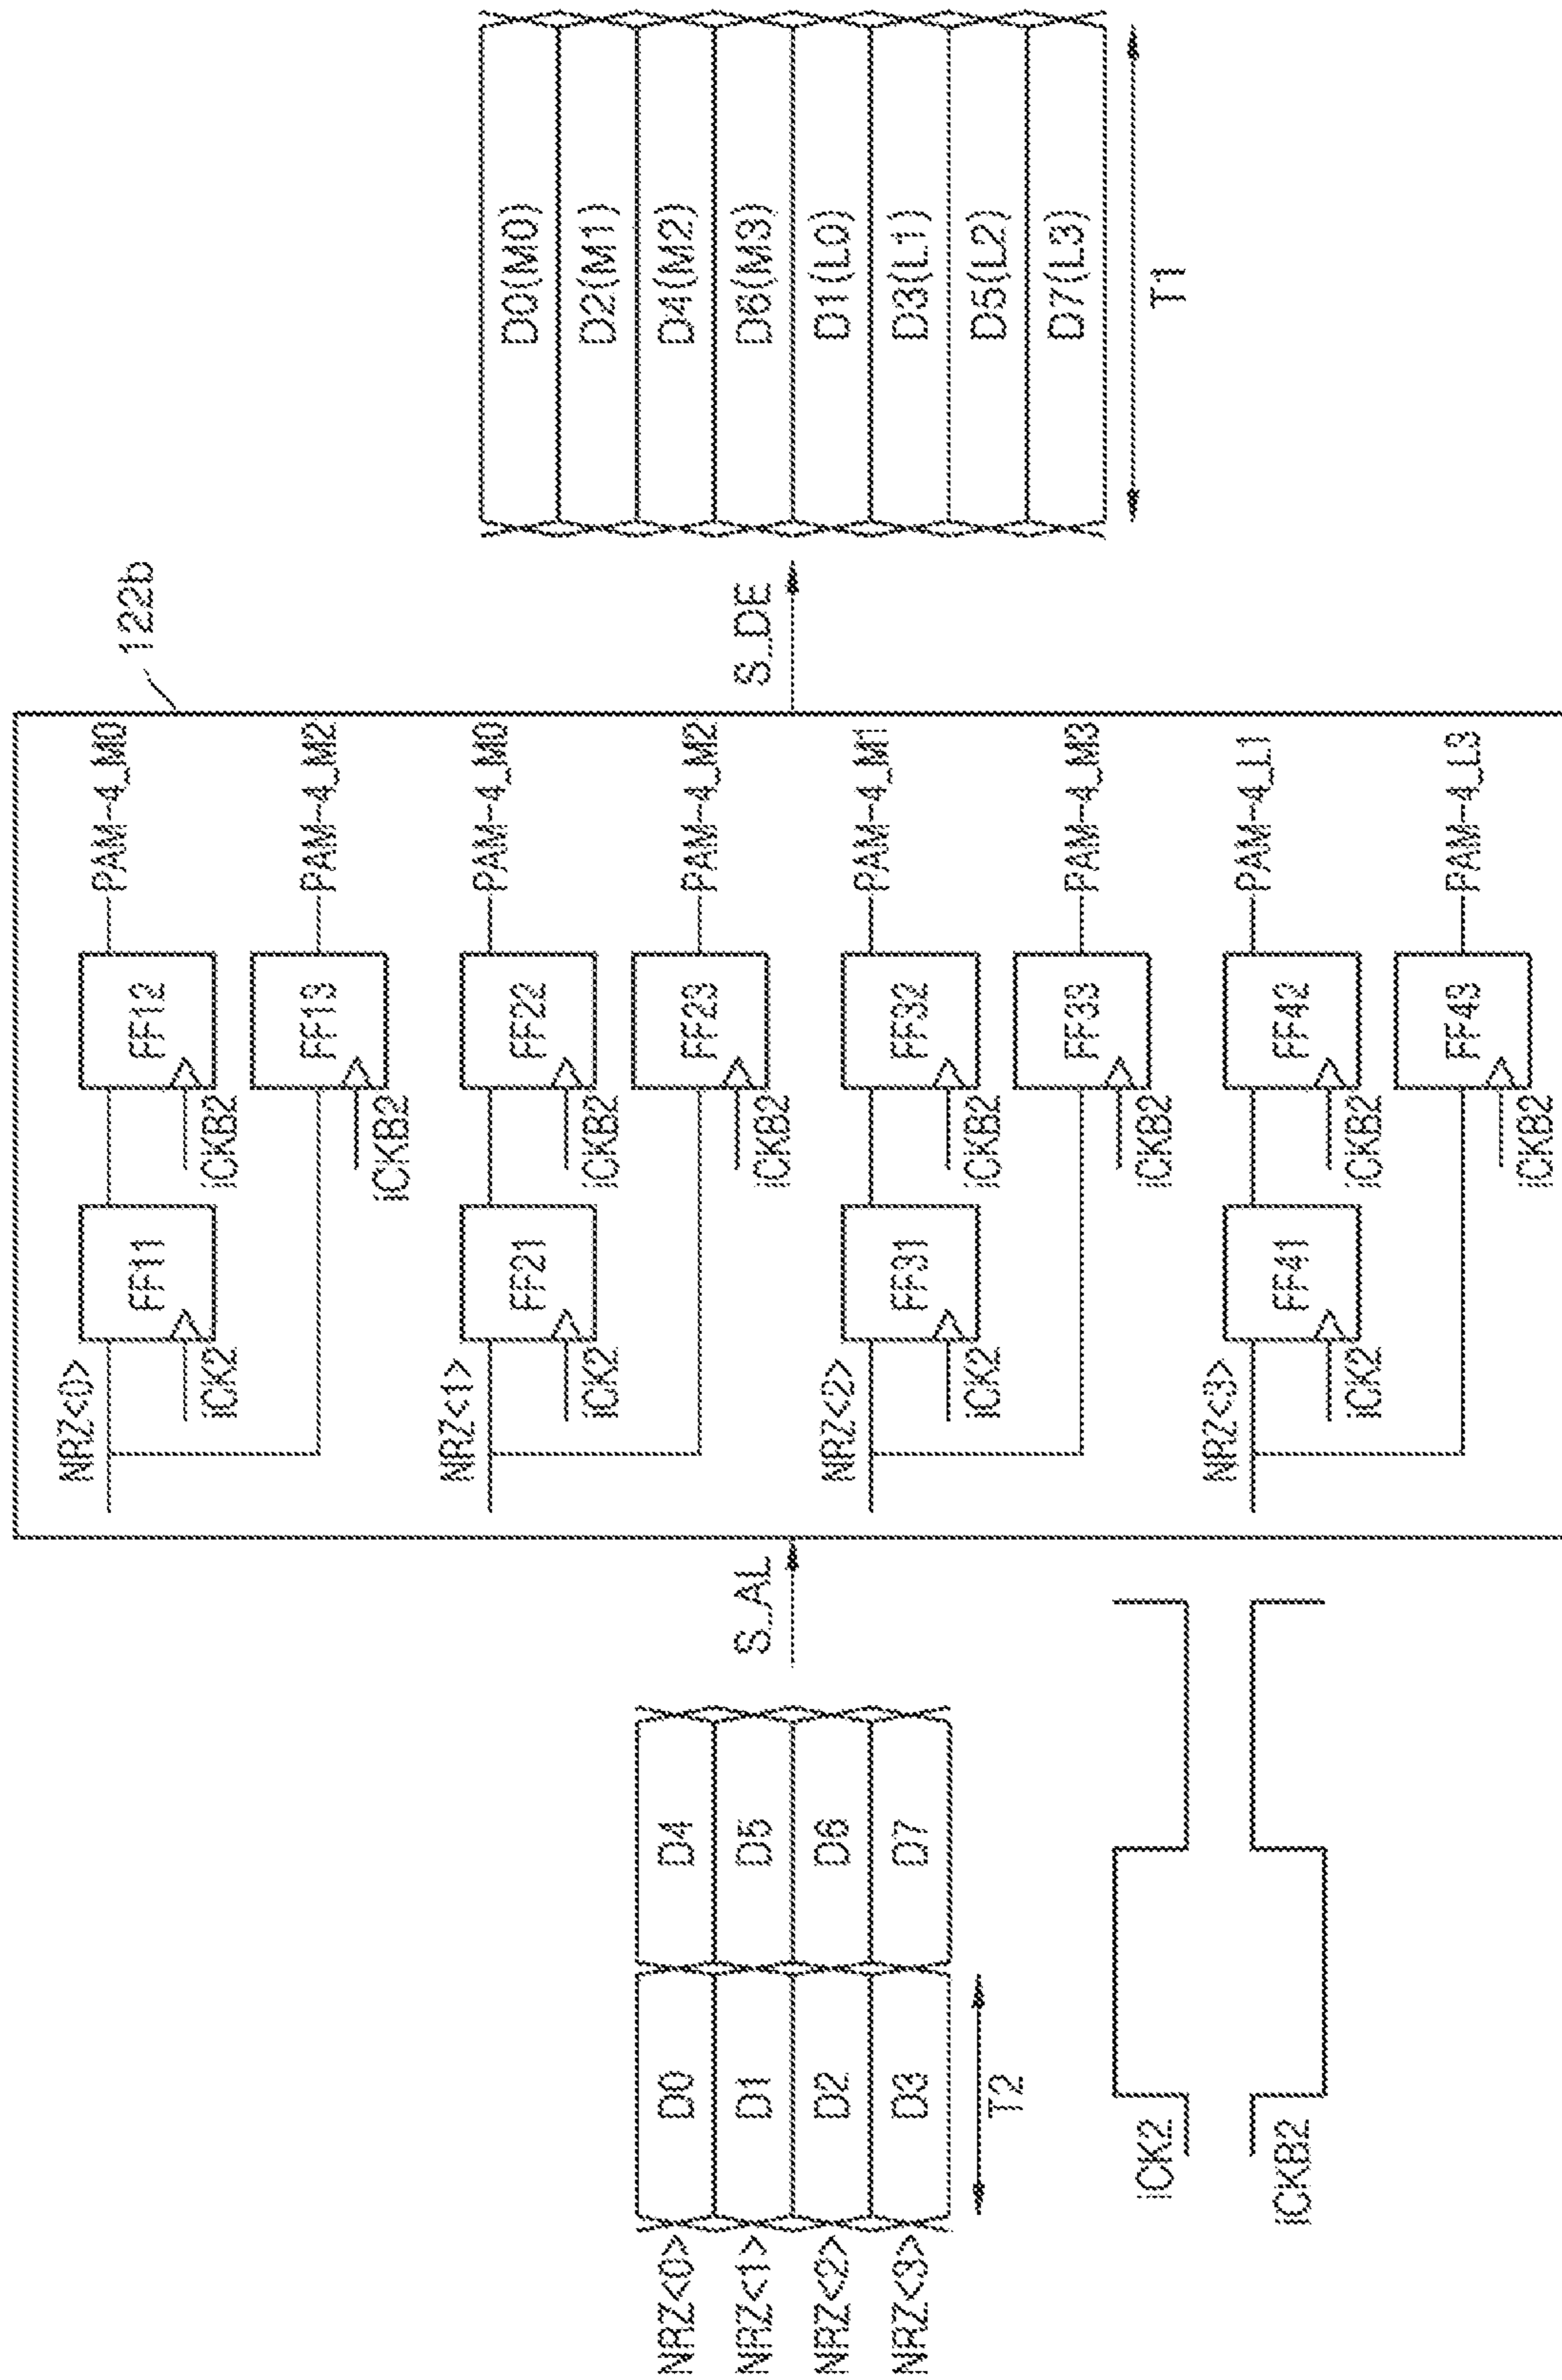 NRZ<0>
NRZ<1>
NRZ<2>
NRZ<3>
D0
D4
D1
D5
D2
D6
D3
D7
T2
iCK2
iCKB2
S_AL
122b
NRZ<0>
FF11
iCK2
FF12
iCKB2
PAM-4_M0
FF13
iCKB2
PAM-4_M2
NRZ<1>
FF21
iCK2
FF22
iCKB2
PAM-4_M0
FF23
iCKB2
PAM-4_M2
NRZ<2>
FF31
iCK2
FF32
iCKB2
PAM-4_M1
FF33
iCKB2
PAM-4_M3
NRZ<3>
FF41
iCK2
FF42
iCKB2
PAM-4_L1
FF43
iCKB2
PAM-4_L3
S_DE
D0(M0)
D2(M1)
D4(M2)
D6(M3)
D1(L0)
D3(L1)
D5(L2)
D7(L3)
T1